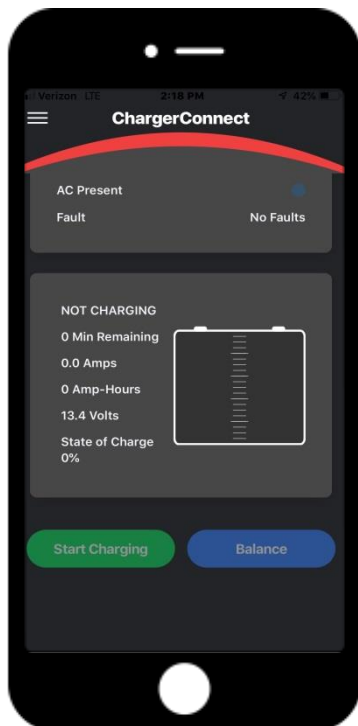 Verizon LTE 2:18 PM 42%
ChargerConnect
AC Present
Fault No Faults
NOT CHARGING
0 Min Remaining
0.0 Amps
0 Amp-Hours
13.4 Volts
State of Charge
0%
Start Charging Balance